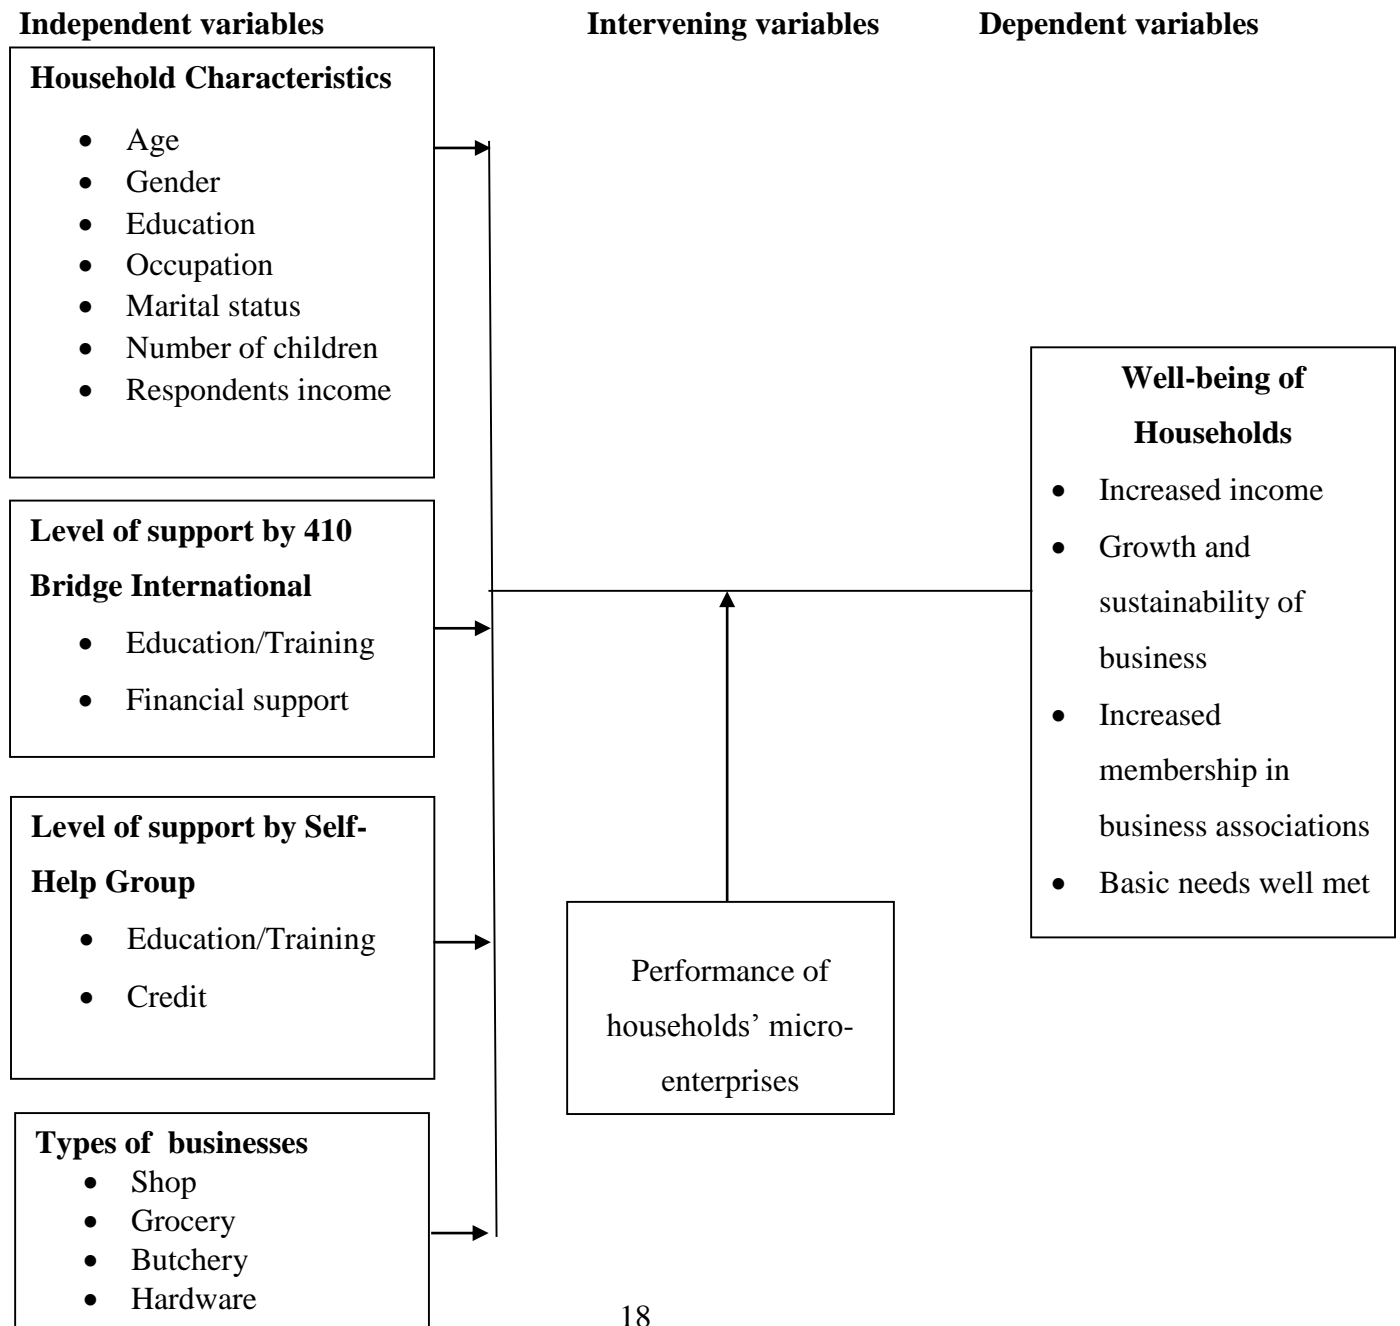 Independent variables
Intervening variables
Dependent variables
Household Characteristics
• Age
• Gender
• Education
• Occupation
• Marital status
• Number of children
• Respondents income
Level of support by 410
Bridge International
• Education/Training
• Financial support
Level of support by Self-
Help Group
• Education/Training
• Credit
Types of businesses
• Shop
• Grocery
• Butchery
• Hardware
Performance of
households’ micro-
enterprises
Well-being of
Households
• Increased income
• Growth and
sustainability of
business
• Increased
membership in
business associations
• Basic needs well met
18